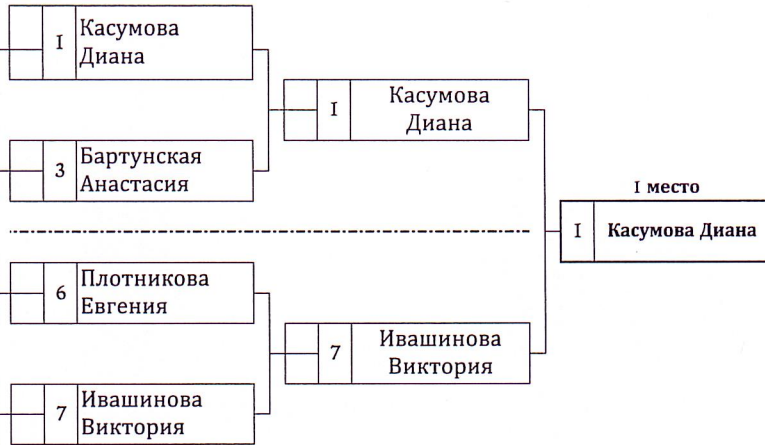 I Касумова
Диана
I Касумова
Диана
3 Бартунская
Анастасия
I место
I Касумова Диана
6 Плотникова
Евгения
7 Ивашинова
Виктория
7 Ивашинова
Виктория